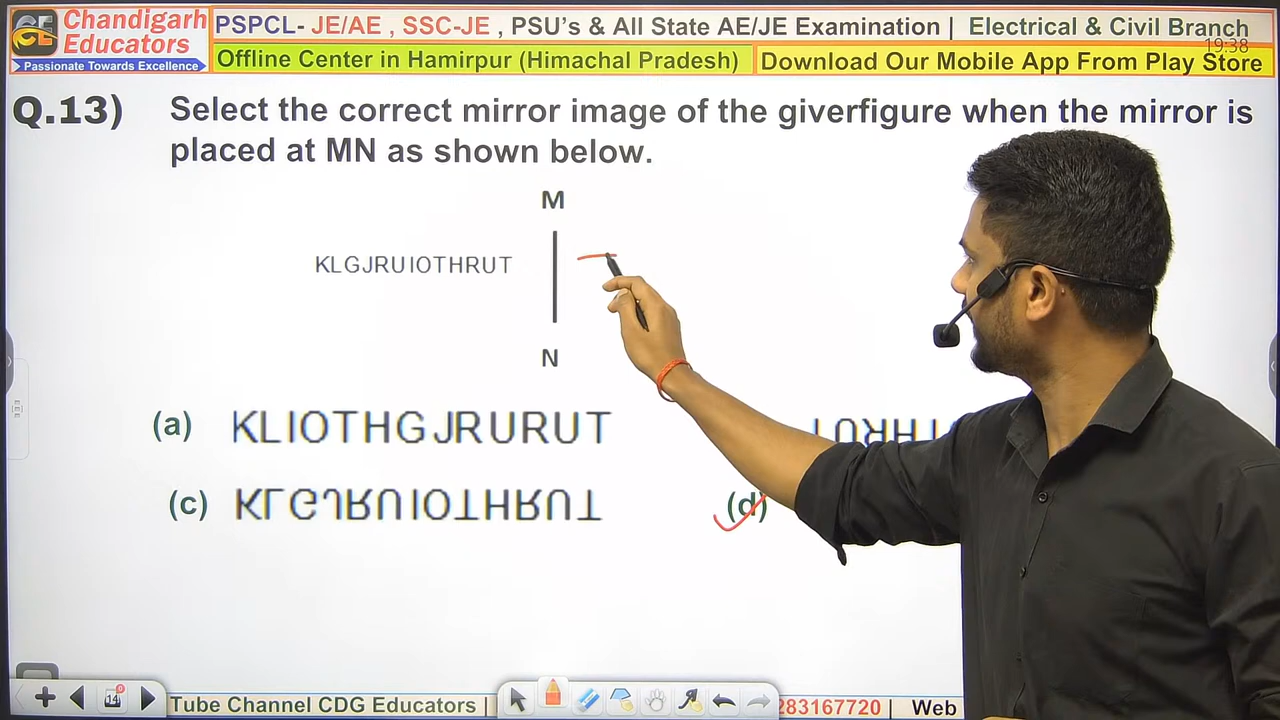 Chandigarh
Educators
Passionate Towards Excellence
PSPCL- JE/AE , SSC-JE , PSU's & All State AE/JE Examination | Electrical & Civil Branch
19:38
Offline Center in Hamirpur (Himachal Pradesh) Download Our Mobile App From Play Store
Q.13) Select the correct mirror image of the giverfigure when the mirror is
placed at MN as shown below.
M
KLGJRUIOTHRUT
N
(a) KLIOTHGJRURUT
(c) KLGJRUIOTHRUT
(d)
14
Tube Channel CDG Educators | 283167720 | Web